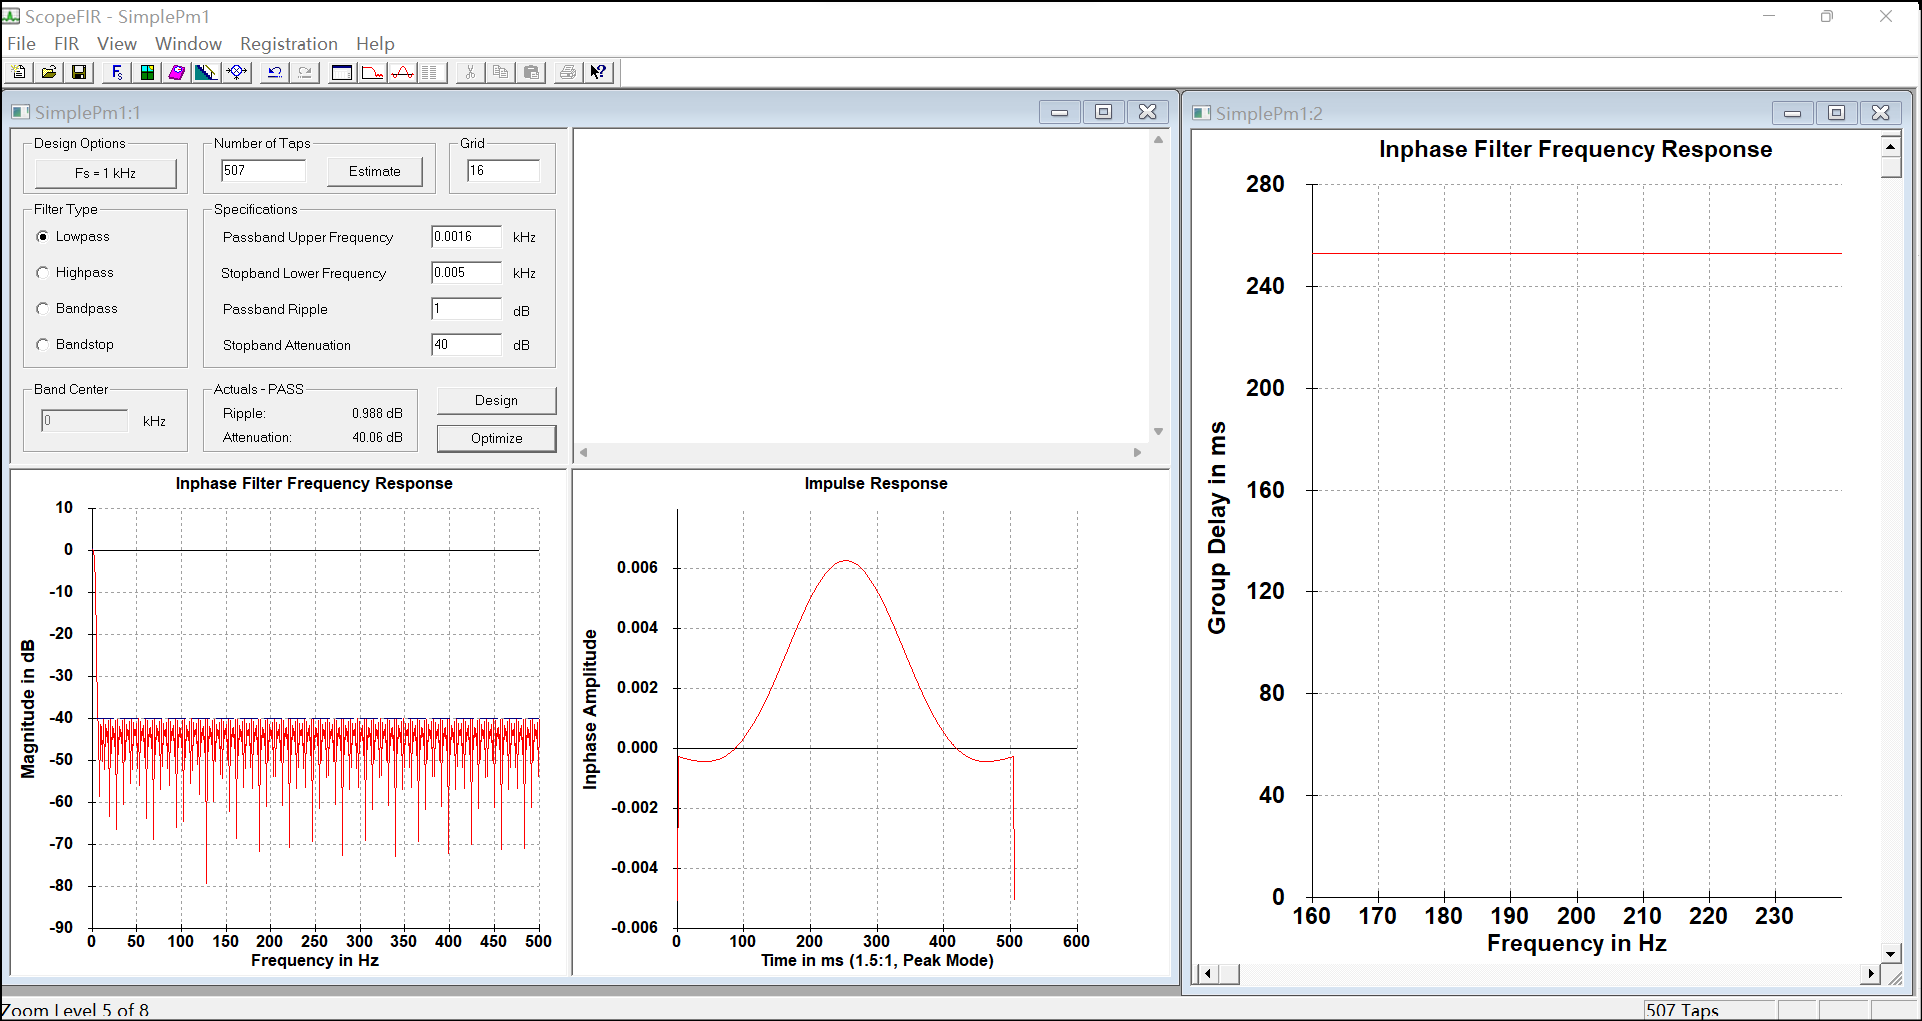 ScopeFIR - SimplePm1
File FIR View Window Registration Help
SimplePm1:1
Design Options
Fs = 1 kHz
Number of Taps
507
Estimate
Grid
16
Filter Type
Lowpass
Highpass
Bandpass
Bandstop
Specifications
Passband Upper Frequency 0.0016 kHz
Stopband Lower Frequency 0.005 kHz
Passband Ripple 1 dB
Stopband Attenuation 40 dB
Band Center
0 kHz
Actuals - PASS
Ripple: 0.988 dB
Attenuation: 40.06 dB
Design
Optimize
Inphase Filter Frequency Response
Magnitude in dB
10
0
-10
-20
-30
-40
-50
-60
-70
-80
-90
0 50 100 150 200 250 300 350 400 450 500
Frequency in Hz
Impulse Response
Inphase Amplitude
0.006
0.004
0.002
0.000
-0.002
-0.004
-0.006
0 100 200 300 400 500 600
Time in ms (1.5:1, Peak Mode)
SimplePm1:2
Inphase Filter Frequency Response
Group Delay in ms
280
240
200
160
120
80
40
0
160 170 180 190 200 210 220 230
Frequency in Hz
Zoom Level 5 of 8
507 Taps